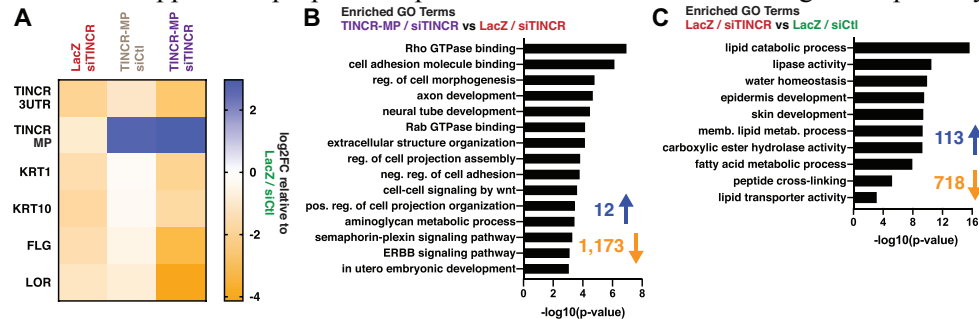 A
LacZ
siTINCR
TINCR-MP
siCtl
TINCR-MP
siTINCR
TINCR
3UTR
TINCR
MP
KRT1
KRT10
FLG
LOR
2
0
-2
-4
log2FC relative to
LacZ / siCtl
B
Enriched GO Terms
TINCR-MP / siTINCR vs LacZ / siTINCR
Rho GTPase binding
cell adhesion molecule binding
reg. of cell morphogenesis
axon development
neural tube development
Rab GTPase binding
extracellular structure organization
reg. of cell projection assembly
neg. reg. of cell adhesion
cell-cell signaling by wnt
pos. reg. of cell projection organization
aminoglycan metabolic process
semaphorin-plexin signaling pathway
ERBB signaling pathway
in utero embryonic development
12
1,173
0 2 4 6 8
-log10(p-value)
C
Enriched GO Terms
LacZ / siTINCR vs LacZ / siCtl
lipid catabolic process
lipase activity
water homeostasis
epidermis development
skin development
memb. lipid metab. process
carboxylic ester hydrolase activity
fatty acid metabolic process
peptide cross-linking
lipid transporter activity
113
718
0 4 8 12 16
-log10(p-value)